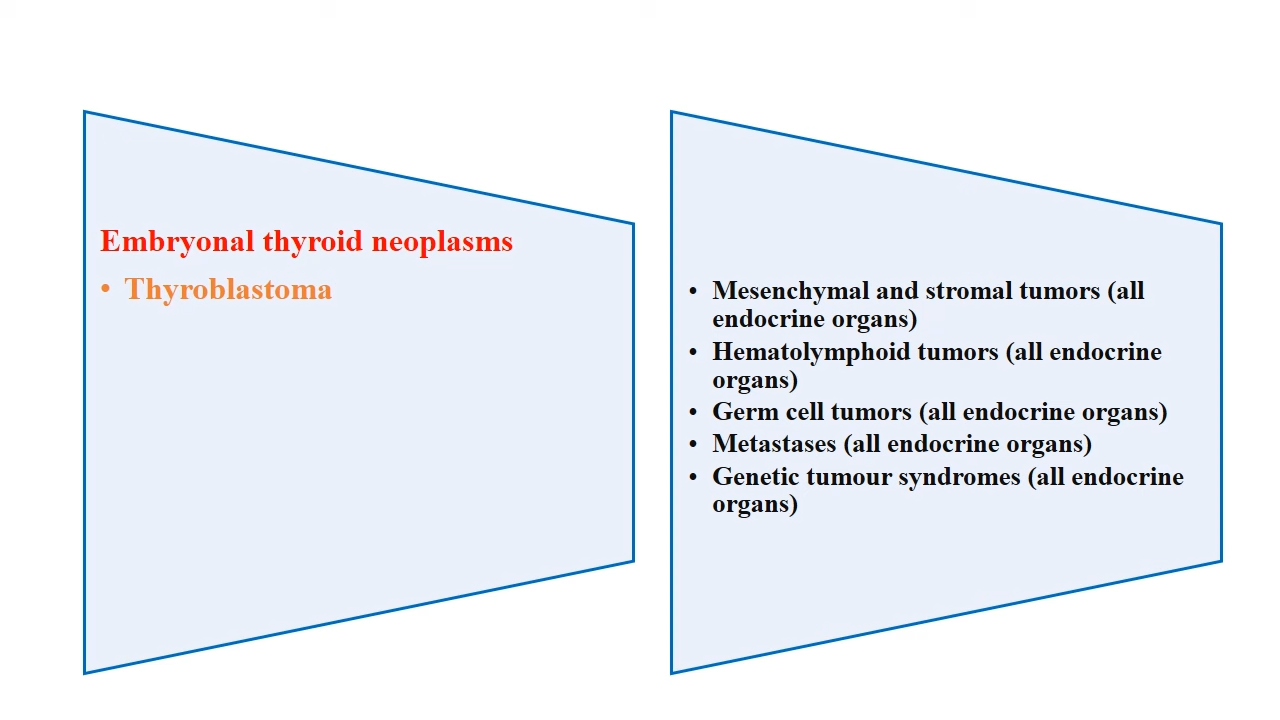 Embryonal thyroid neoplasms
• Thyroblastoma
• Mesenchymal and stromal tumors (all
endocrine organs)
• Hematolymphoid tumors (all endocrine
organs)
• Germ cell tumors (all endocrine organs)
• Metastases (all endocrine organs)
• Genetic tumour syndromes (all endocrine
organs)